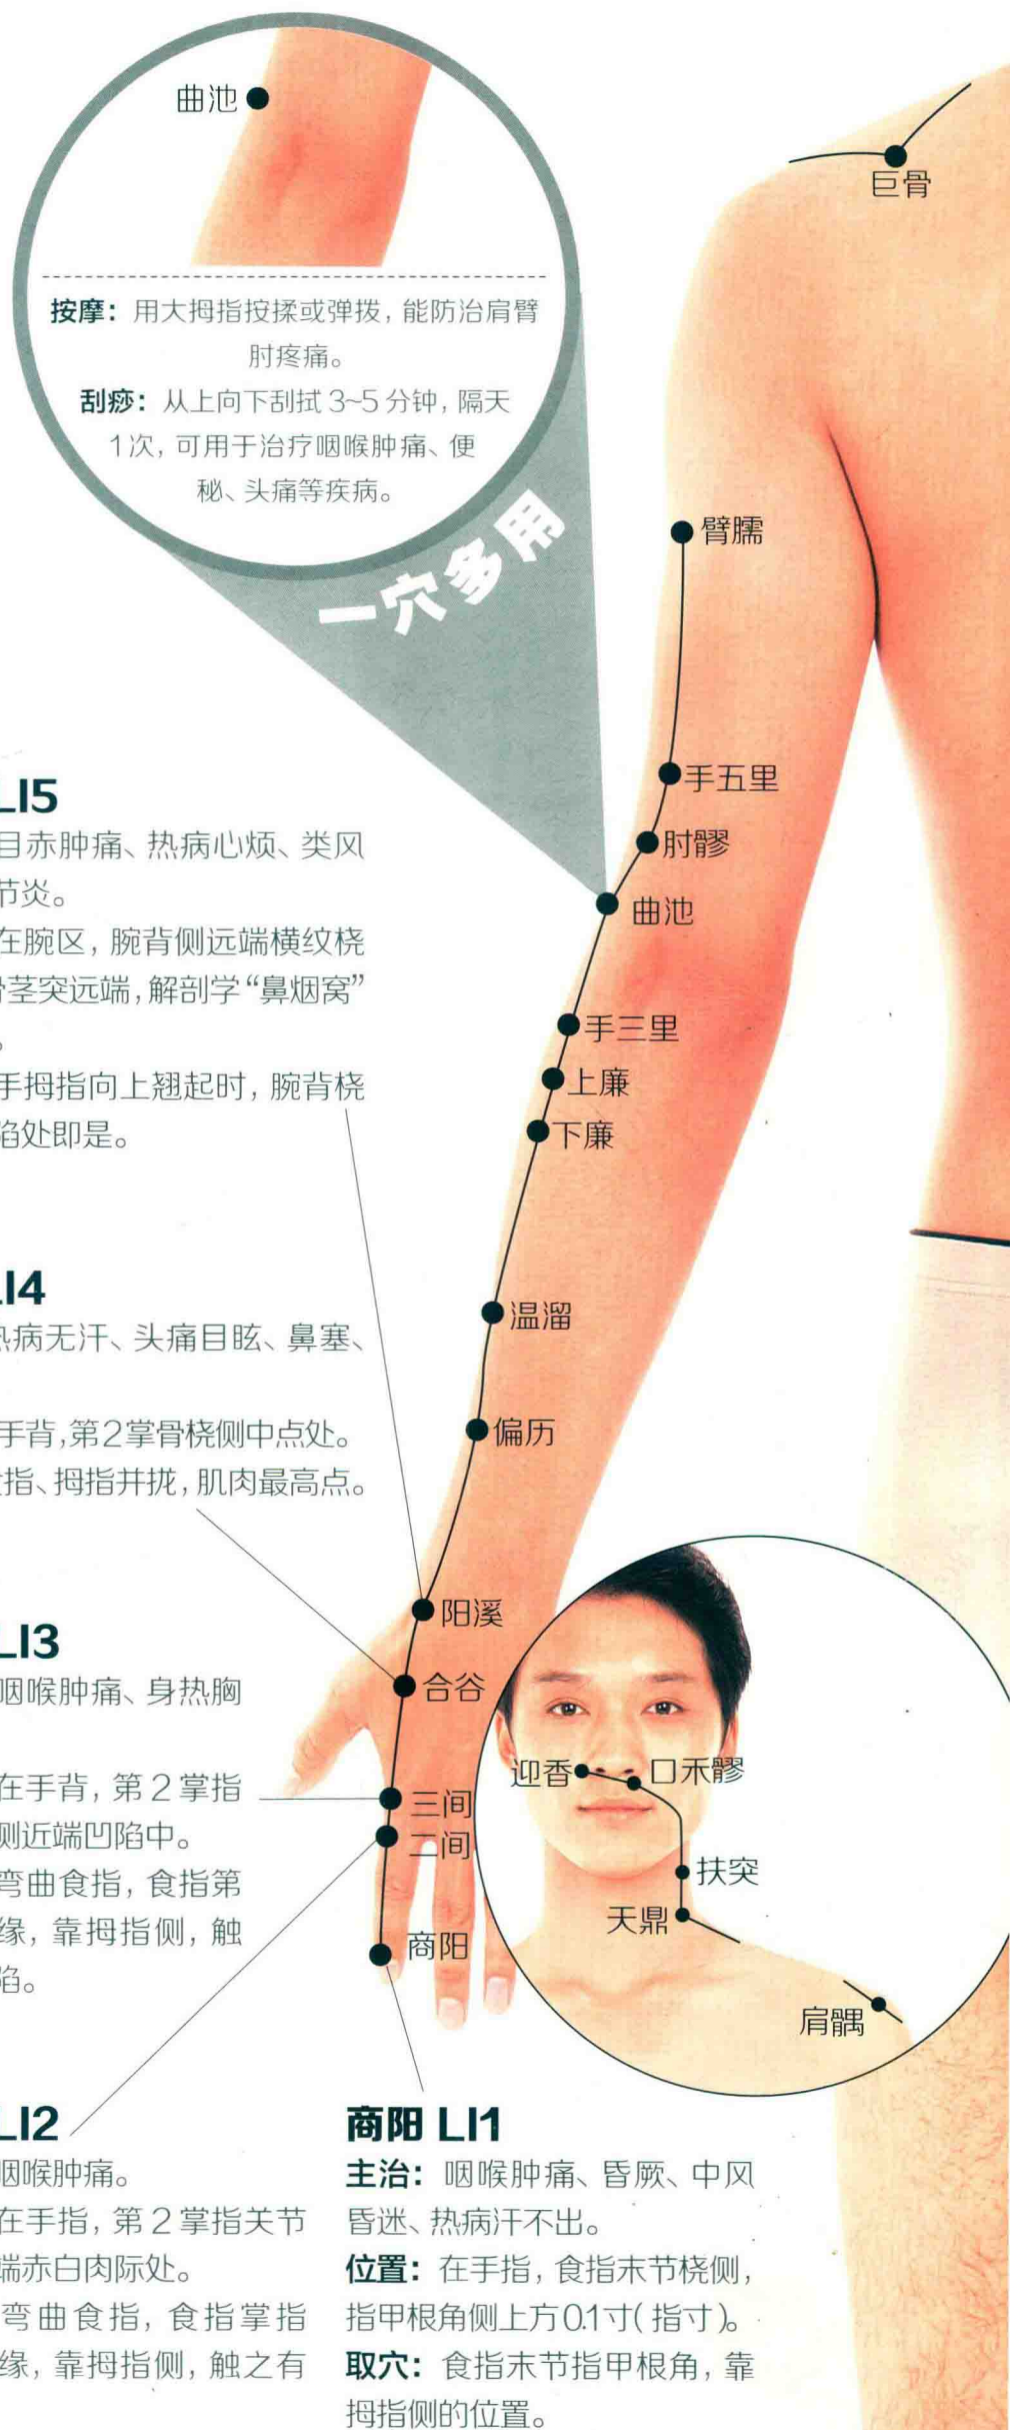 曲池
按摩：用大拇指按揉或弹拨，能防治肩臂
肘疼痛。
刮痧：从上向下刮拭3~5分钟，隔天
1次，可用于治疗咽喉肿痛、便
秘、头痛等疾病。
一穴多用
巨骨
臂臑
手五里
肘髎
曲池
手三里
上廉
下廉
温溜
偏历
阳溪
合谷
三间
二间
商阳
迎香
口禾髎
扶突
天鼎
肩髃
LI5
目赤肿痛、热病心烦、类风
节炎。
在腕区，腕背侧远端横纹桡
骨茎突远端，解剖学“鼻烟窝”
。
手拇指向上翘起时，腕背桡
陷处即是。
LI4
热病无汗、头痛目眩、鼻塞、
手背，第2掌骨桡侧中点处。
指、拇指并拢，肌肉最高点。
LI3
咽喉肿痛、身热胸
在手背，第2掌指
侧近端凹陷中。
弯曲食指，食指第
缘，靠拇指侧，触
陷。
LI2
咽喉肿痛。
在手指，第2掌指关节
端赤白肉际处。
弯曲食指，食指掌指
缘，靠拇指侧，触之有
商阳 LI1
主治：咽喉肿痛、昏厥、中风
昏迷、热病汗不出。
位置：在手指，食指末节桡侧，
指甲根角侧上方0.1寸(指寸)。
取穴：食指末节指甲根角，靠
拇指侧的位置。